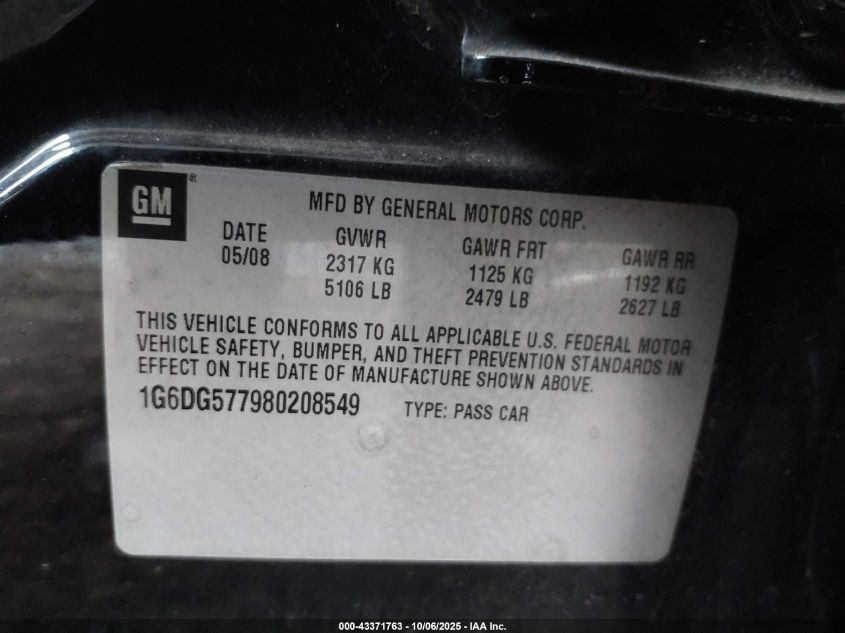 GM®
MFD BY GENERAL MOTORS CORP.
DATE GVWR GAWR FRT GAWR RR
05/08 2317 KG 1125 KG 1192 KG
5106 LB 2479 LB 2627 LB
THIS VEHICLE CONFORMS TO ALL APPLICABLE U.S. FEDERAL MOTOR
VEHICLE SAFETY, BUMPER, AND THEFT PREVENTION STANDARDS IN
EFFECT ON THE DATE OF MANUFACTURE SHOWN ABOVE.
1G6DG577980208549 TYPE: PASS CAR
000-43371763 - 10/06/2025 - IAA Inc.